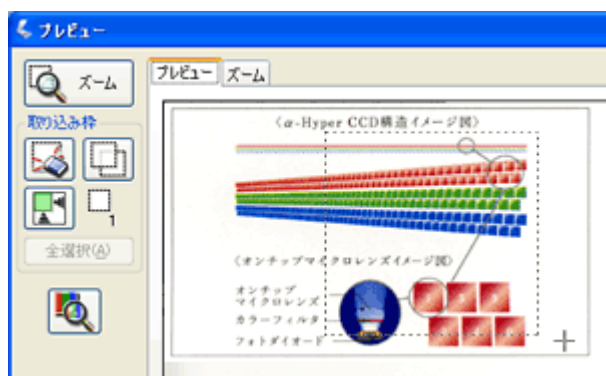 プレビュー
ズーム
取り込み枠
1
全選択(A)
プレビュー
ズーム
〈α-Hyper CCD構造イメージ図〉
〈オンチップマイクロレンズイメージ図〉
オンチップ
マイクロレンズ
カラーフィルタ
フォトダイオード